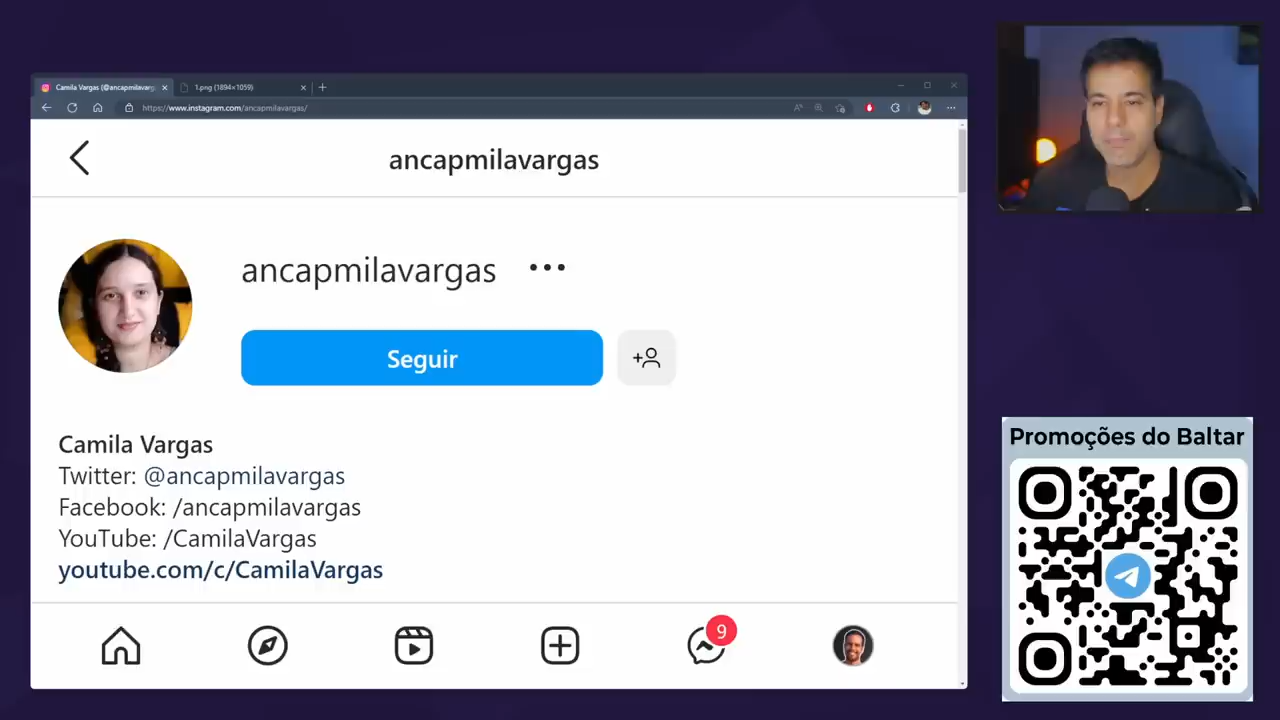 Camila Vargas (@ancapmilavarg
1.png (1894×1059)
https://www.instagram.com/ancapmilavargas/
ancapmilavargas
ancapmilavargas
Seguir
Camila Vargas
Twitter: @ancapmilavargas
Facebook: /ancapmilavargas
YouTube: /CamilaVargas
youtube.com/c/CamilaVargas
9
Promoções do Baltar